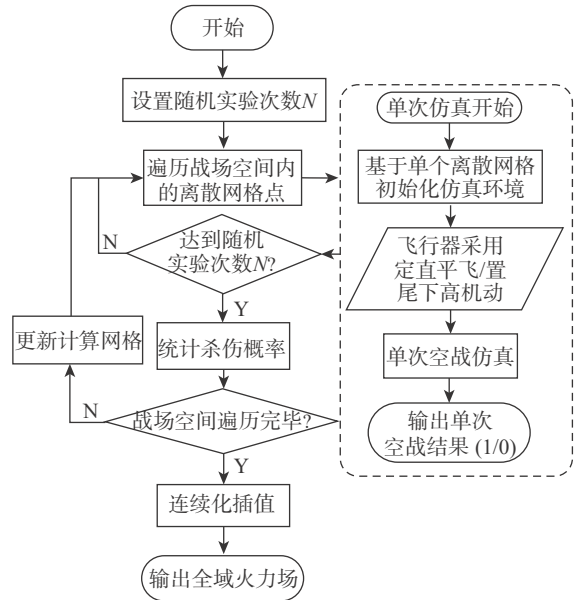 开始
设置随机实验次数N
遍历战场空间内
的离散网格点
N
达到随机
实验次数N?
Y
更新计算网格
统计杀伤概率
N
战场空间遍历完毕?
Y
连续化插值
输出全域火力场
单次仿真开始
基于单个离散网格
初始化仿真环境
飞行器采用
定直平飞/置
尾下高机动
单次空战仿真
输出单次
空战结果 (1/0)